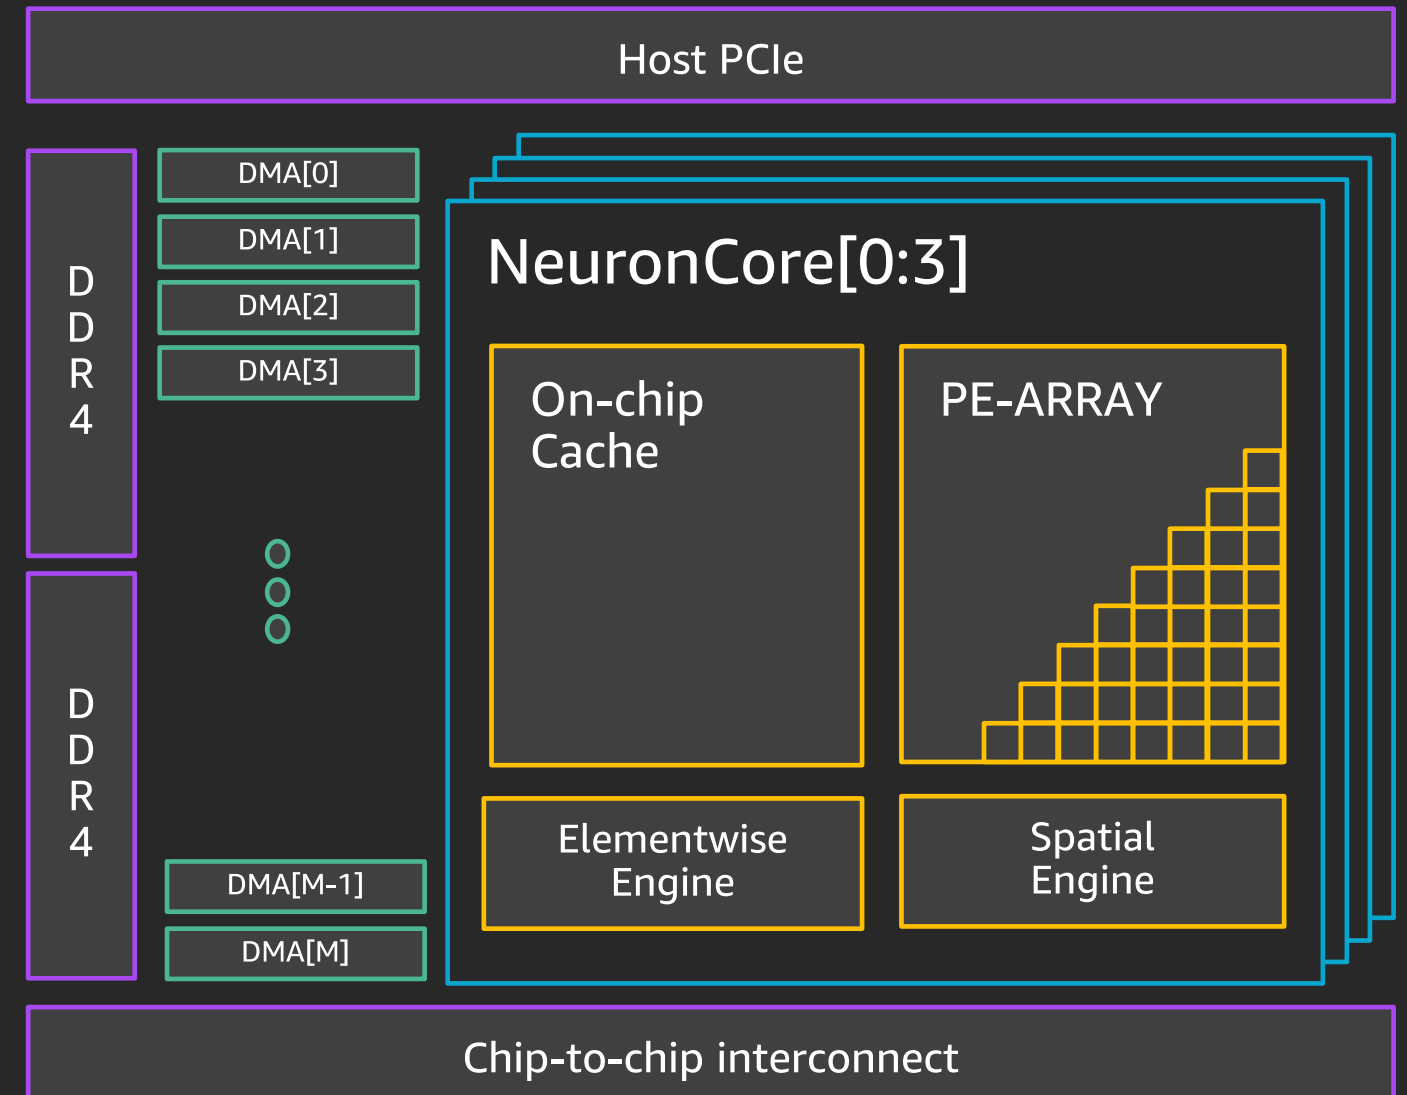 Host PCIe
D
D
R
4
D
D
R
4
DMA[0]
DMA[1]
DMA[2]
DMA[3]
DMA[M-1]
DMA[M]
NeuronCore[0:3]
On-chip
Cache
PE-ARRAY
Elementwise
Engine
Spatial
Engine
Chip-to-chip interconnect